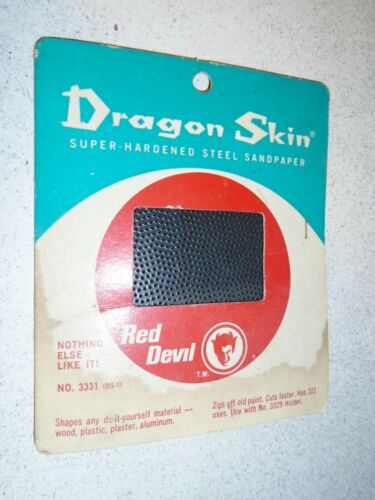 Dragon Skin®
SUPER-HARDENED STEEL SANDPAPER
Red
Devil
T.M.
NOTHING
ELSE
LIKE IT!
NO. 3331 (DS-1)
Shapes any do-it-yourself material —
wood, plastic, plaster, aluminum.
Zips off old paint. Cuts faster. Has 101
uses. Use with No. 3329 Holder.